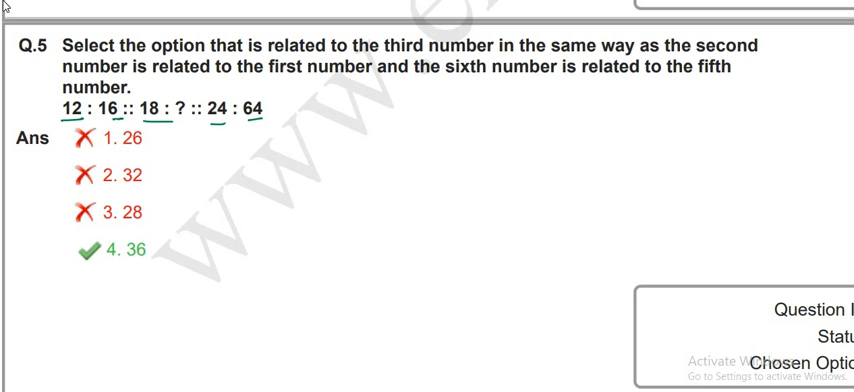 Q.5 Select the option that is related to the third number in the same way as the second
number is related to the first number and the sixth number is related to the fifth
number.
12 : 16 :: 18 : ? :: 24 : 64
Ans 1. 26
2. 32
3. 28
4. 36
www.e
Question I
Statu
Activate Windows
Chosen Optio
Go to Settings to activate Windows.